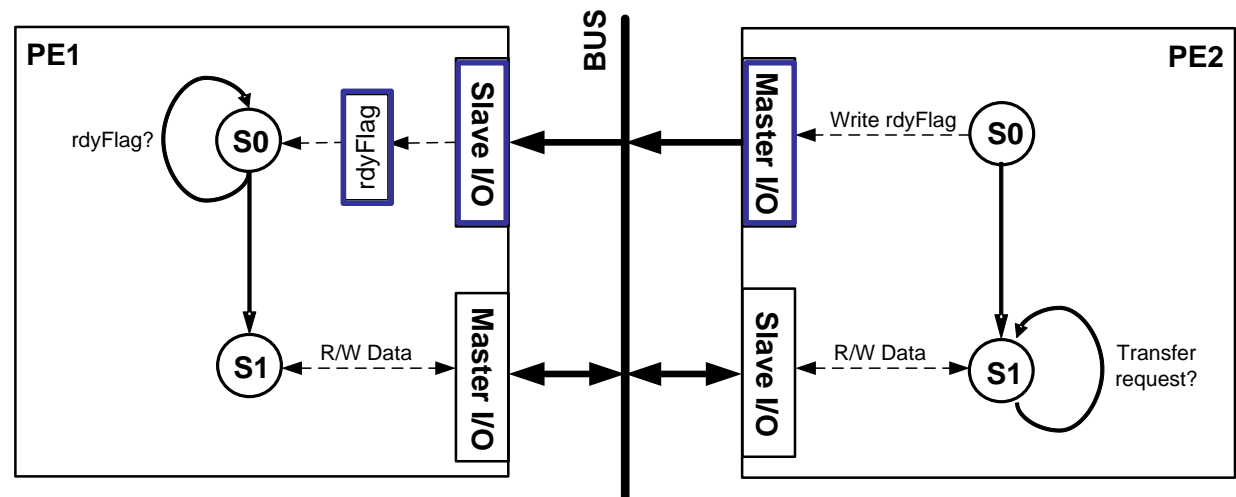 PE1
BUS
PE2
rdyFlag?
S0
rdyFlag
Slave I/O
Master I/O
Write rdyFlag
S0
S1
R/W Data
Master I/O
Slave I/O
R/W Data
S1
Transfer
request?